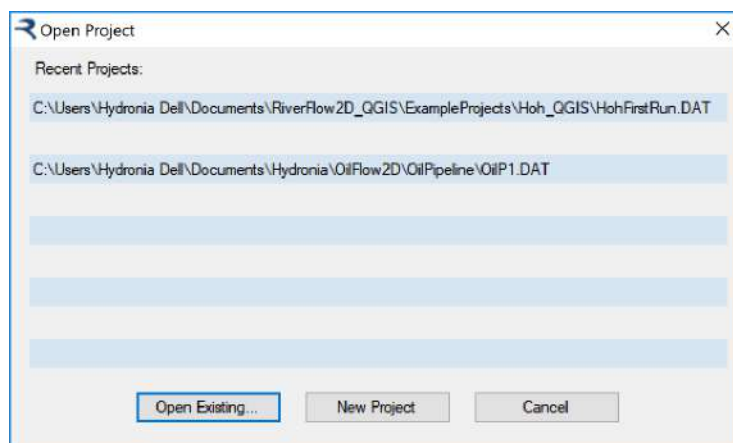 Open Project
Recent Projects:
C:\Users\Hydronia Dell\Documents\RiverFlow2D_QGIS\ExampleProjects\Hoh_QGIS\HohFirstRun.DAT
C:\Users\Hydronia Dell\Documents\Hydronia\OilFlow2D\OilPipeline\OilP1.DAT
Open Existing... New Project Cancel